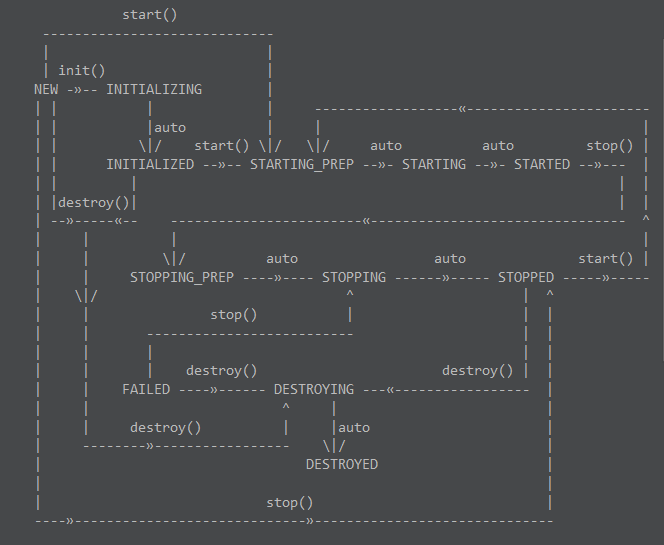 start()
  -----------------------------
  |                           |
  | init()                    |
 NEW -»-- INITIALIZING        |
 | |           |              |     ------------------«-----------------------
 | |           |auto          |     |                                        |
 | |          \|/    start() \|/   \|/     auto          auto         stop() |
 | |      INITIALIZED --»-- STARTING_PREP --»- STARTING --»- STARTED --»---  |
 | |         |                                                            |  |
 | |destroy()|                                                            |  |
 | --»-----«--    ------------------------«--------------------------------  ^
 |     |          |                                                          |
 |     |         \|/          auto                 auto              start() |
 |     |     STOPPING_PREP ----»---- STOPPING ------»----- STOPPED -----»-----
 |    \|/                               ^                     |  ^
 |     |               stop()           |                     |  |
 |     |       --------------------------                     |  |
 |     |       |                                              |  |
 |     |       |    destroy()                       destroy() |  |
 |     |    FAILED ----»------ DESTROYING ---«-----------------  |
 |     |                        ^     |                          |
 |     |     destroy()          |     |auto                      |
 |     --------»-----------------    \|/                         |
 |                                 DESTROYED                     |
 |                                                               |
 |                            stop()                             |
 ----»-----------------------------»------------------------------